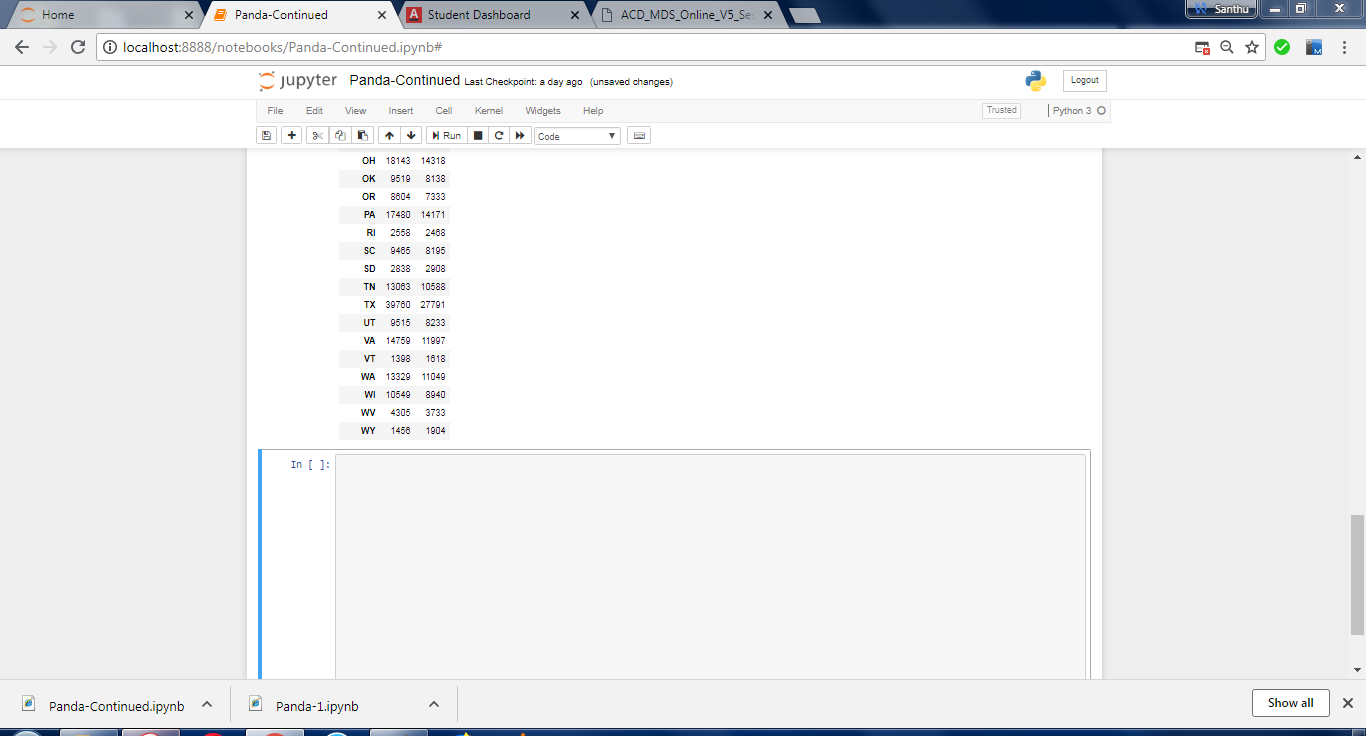 Home
Panda-Continued
Student Dashboard
ACD_MDS_Online_V5_Se
Santhu
localhost:8888/notebooks/Panda-Continued.ipynb#
jupyter Panda-Continued Last Checkpoint: a day ago (unsaved changes)
Logout
File Edit View Insert Cell Kernel Widgets Help Trusted Python 3
Run Code
OH 18143 14318
OK 9519 8138
OR 8604 7333
PA 17480 14171
RI 2558 2468
SC 9465 8195
SD 2838 2908
TN 13063 10588
TX 39760 27791
UT 9515 8233
VA 14759 11997
VT 1398 1618
WA 13329 11049
WI 10549 8940
WV 4305 3733
WY 1456 1904
In [ ]:
Panda-Continued.ipynb
Panda-1.ipynb
Show all